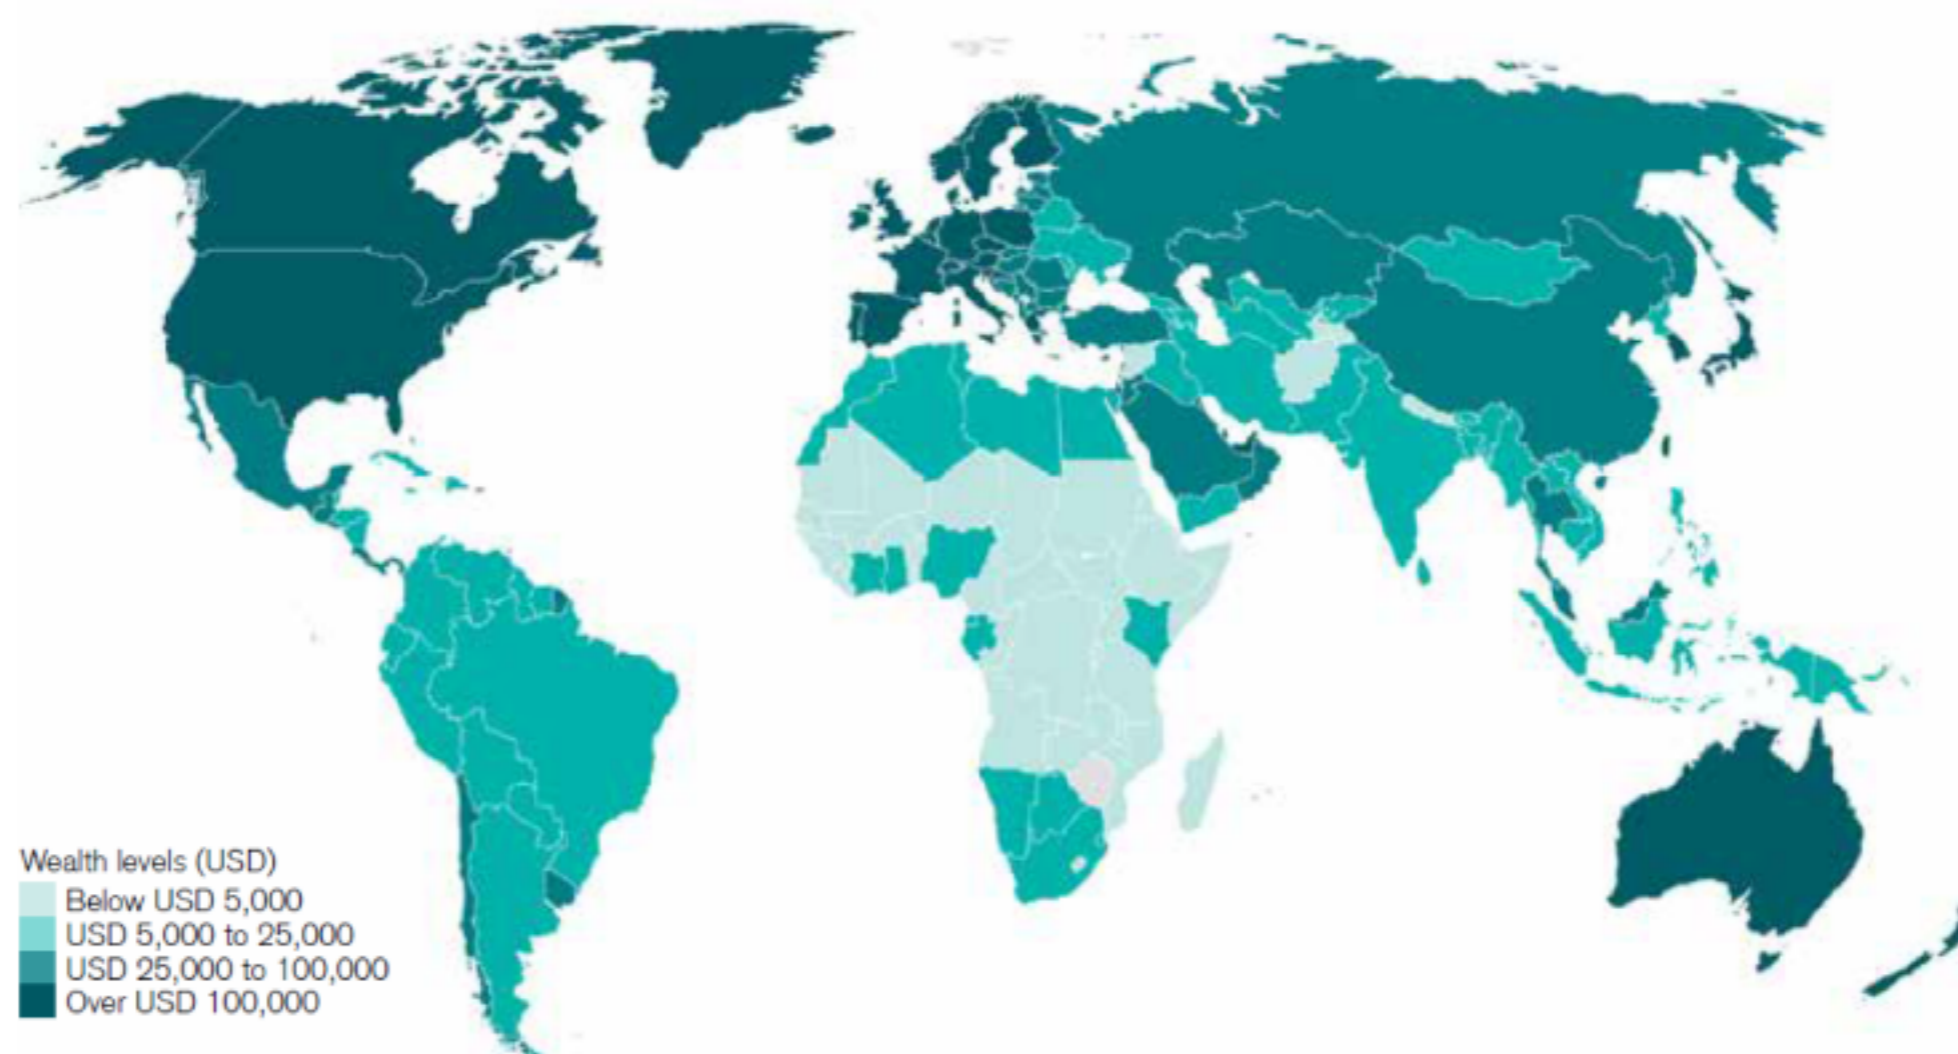 Wealth levels (USD)
Below USD 5,000
USD 5,000 to 25,000
USD 25,000 to 100,000
Over USD 100,000